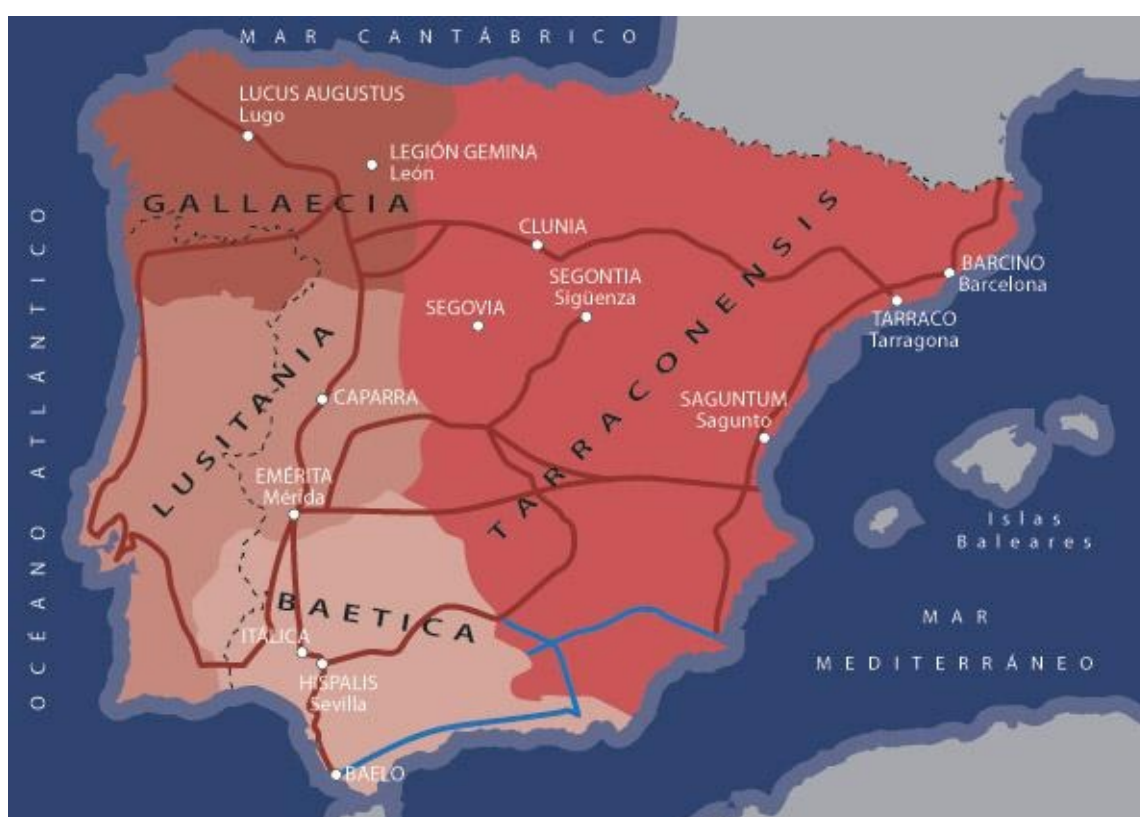 MAR CANTÁBRICO
LUCUS AUGUSTUS
Lugo
LEGIÓN GEMINA
León
GALLAECIA
OCÉANO ATLÁNTICO
CLUNIA
SEGONTIA
Sigüenza
SEGOVIA
BARCINO
Barcelona
TARRACO
Tarragona
TARRACONENSIS
LUSITANIA
CAPARRA
SAGUNTUM
Sagunto
EMÉRITA
Mérida
Islas
Baleares
BAETICA
ITÁLICA
HISPALIS
Sevilla
MAR
MEDITERRÁNEO
BAELO